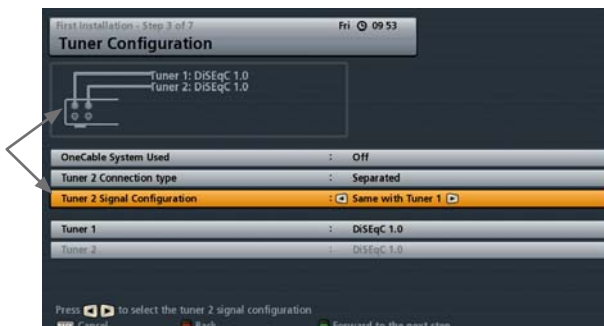 First Installation - Step 3 of 7 Fri 09 53
Tuner Configuration
Tuner 1: DiSEqC 1.0
Tuner 2: DiSEqC 1.0
OneCable System Used : Off
Tuner 2 Connection type : Separated
Tuner 2 Signal Configuration : Same with Tuner 1
Tuner 1 : DiSEqC 1.0
Tuner 2 : DiSEqC 1.0
Press to select the tuner 2 signal configuration
Cancel Back Forward to the next step